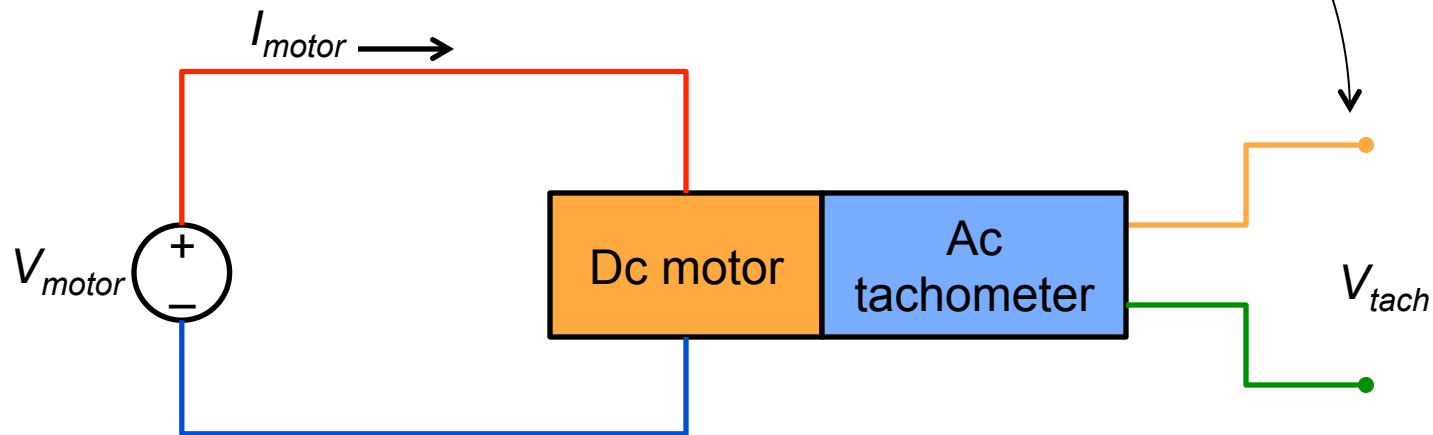 Imotor
+
–
Vmotor
Dc motor
Ac
tachometer
Vtach